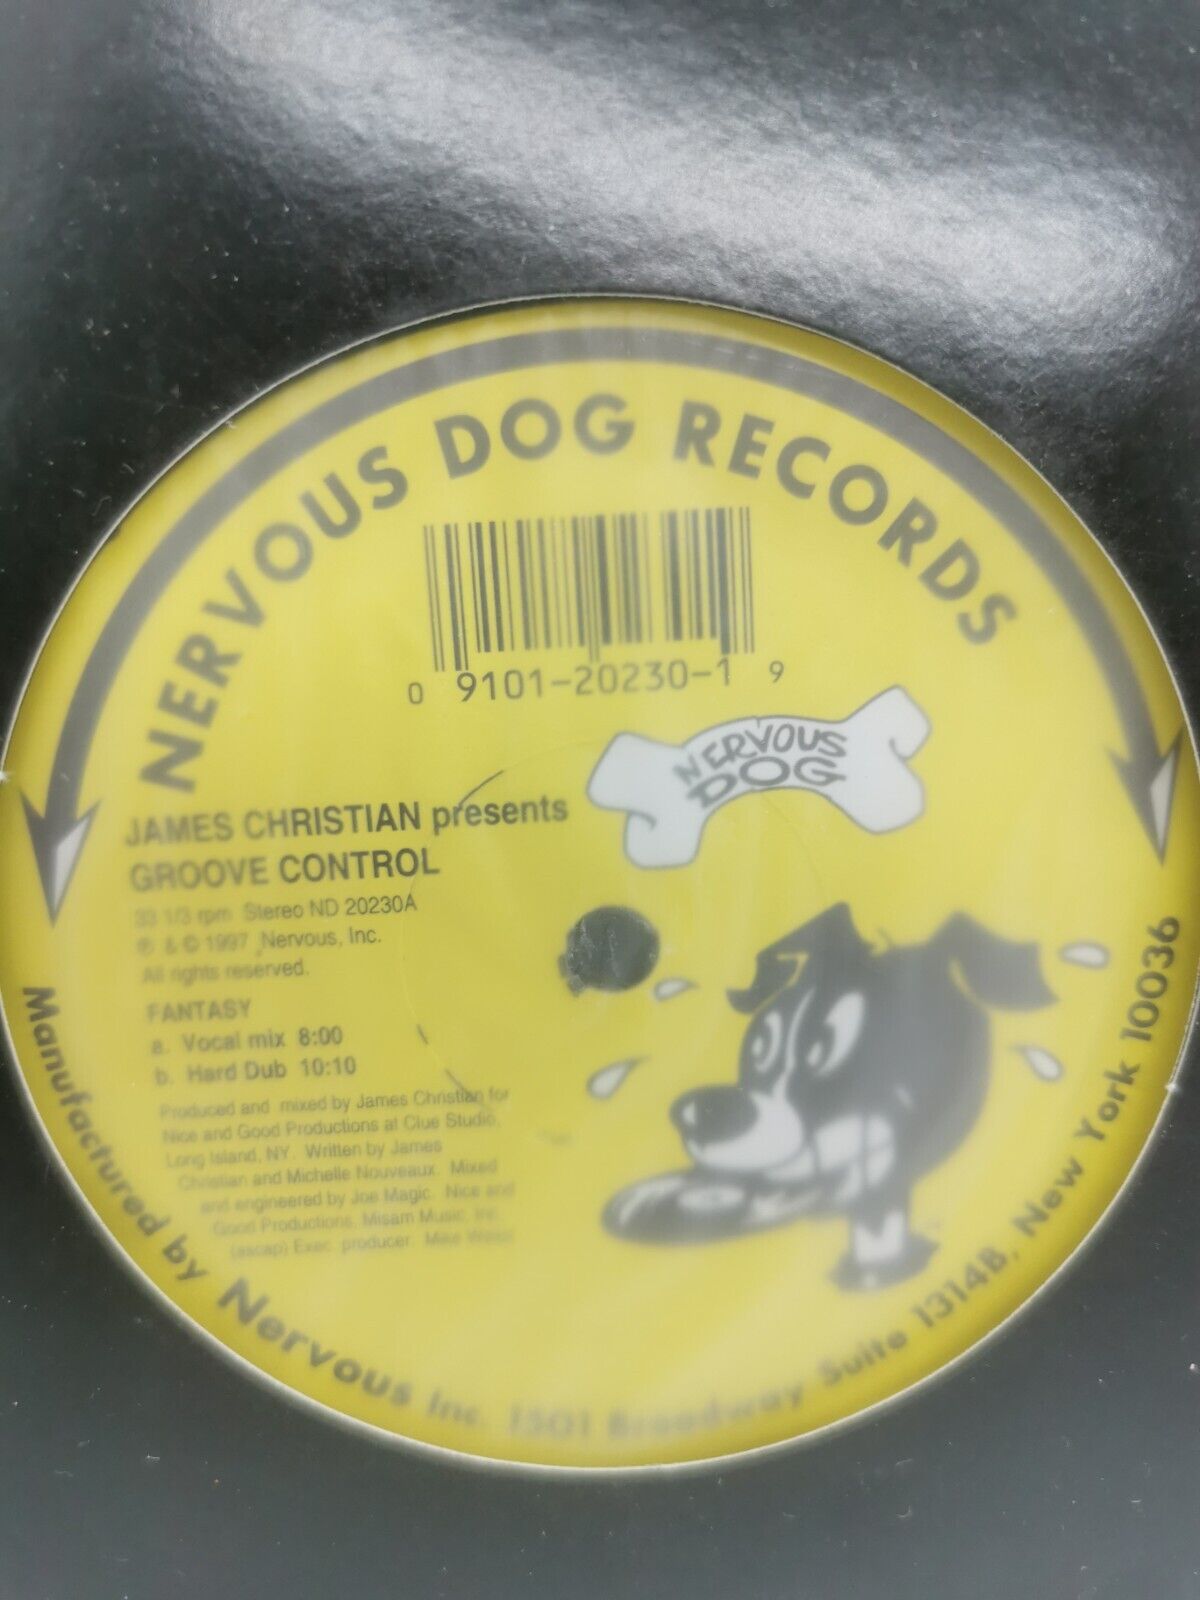 NERVOUS DOG RECORDS
0 9101-20230-1 9
NERVOUS
DOG
JAMES CHRISTIAN presents
GROOVE CONTROL
33 1/3 rpm Stereo ND 20230A
℗ & © 1997 Nervous, Inc.
All rights reserved.
FANTASY
a. Vocal mix 8:00
b. Hard Dub 10:10
Produced and mixed by James Christian for
Nice and Good Productions at Clue Studio,
Long Island, NY. Written by James
Christian and Michelle Nouveaux. Mixed
and engineered by Joe Magic. Nice and
Good Productions, Misam Music, Inc.
(ascap) Exec. producer Mike Weiss
Manufactured by Nervous Inc. 1501 Broadway Suite 1314B, New York 10036